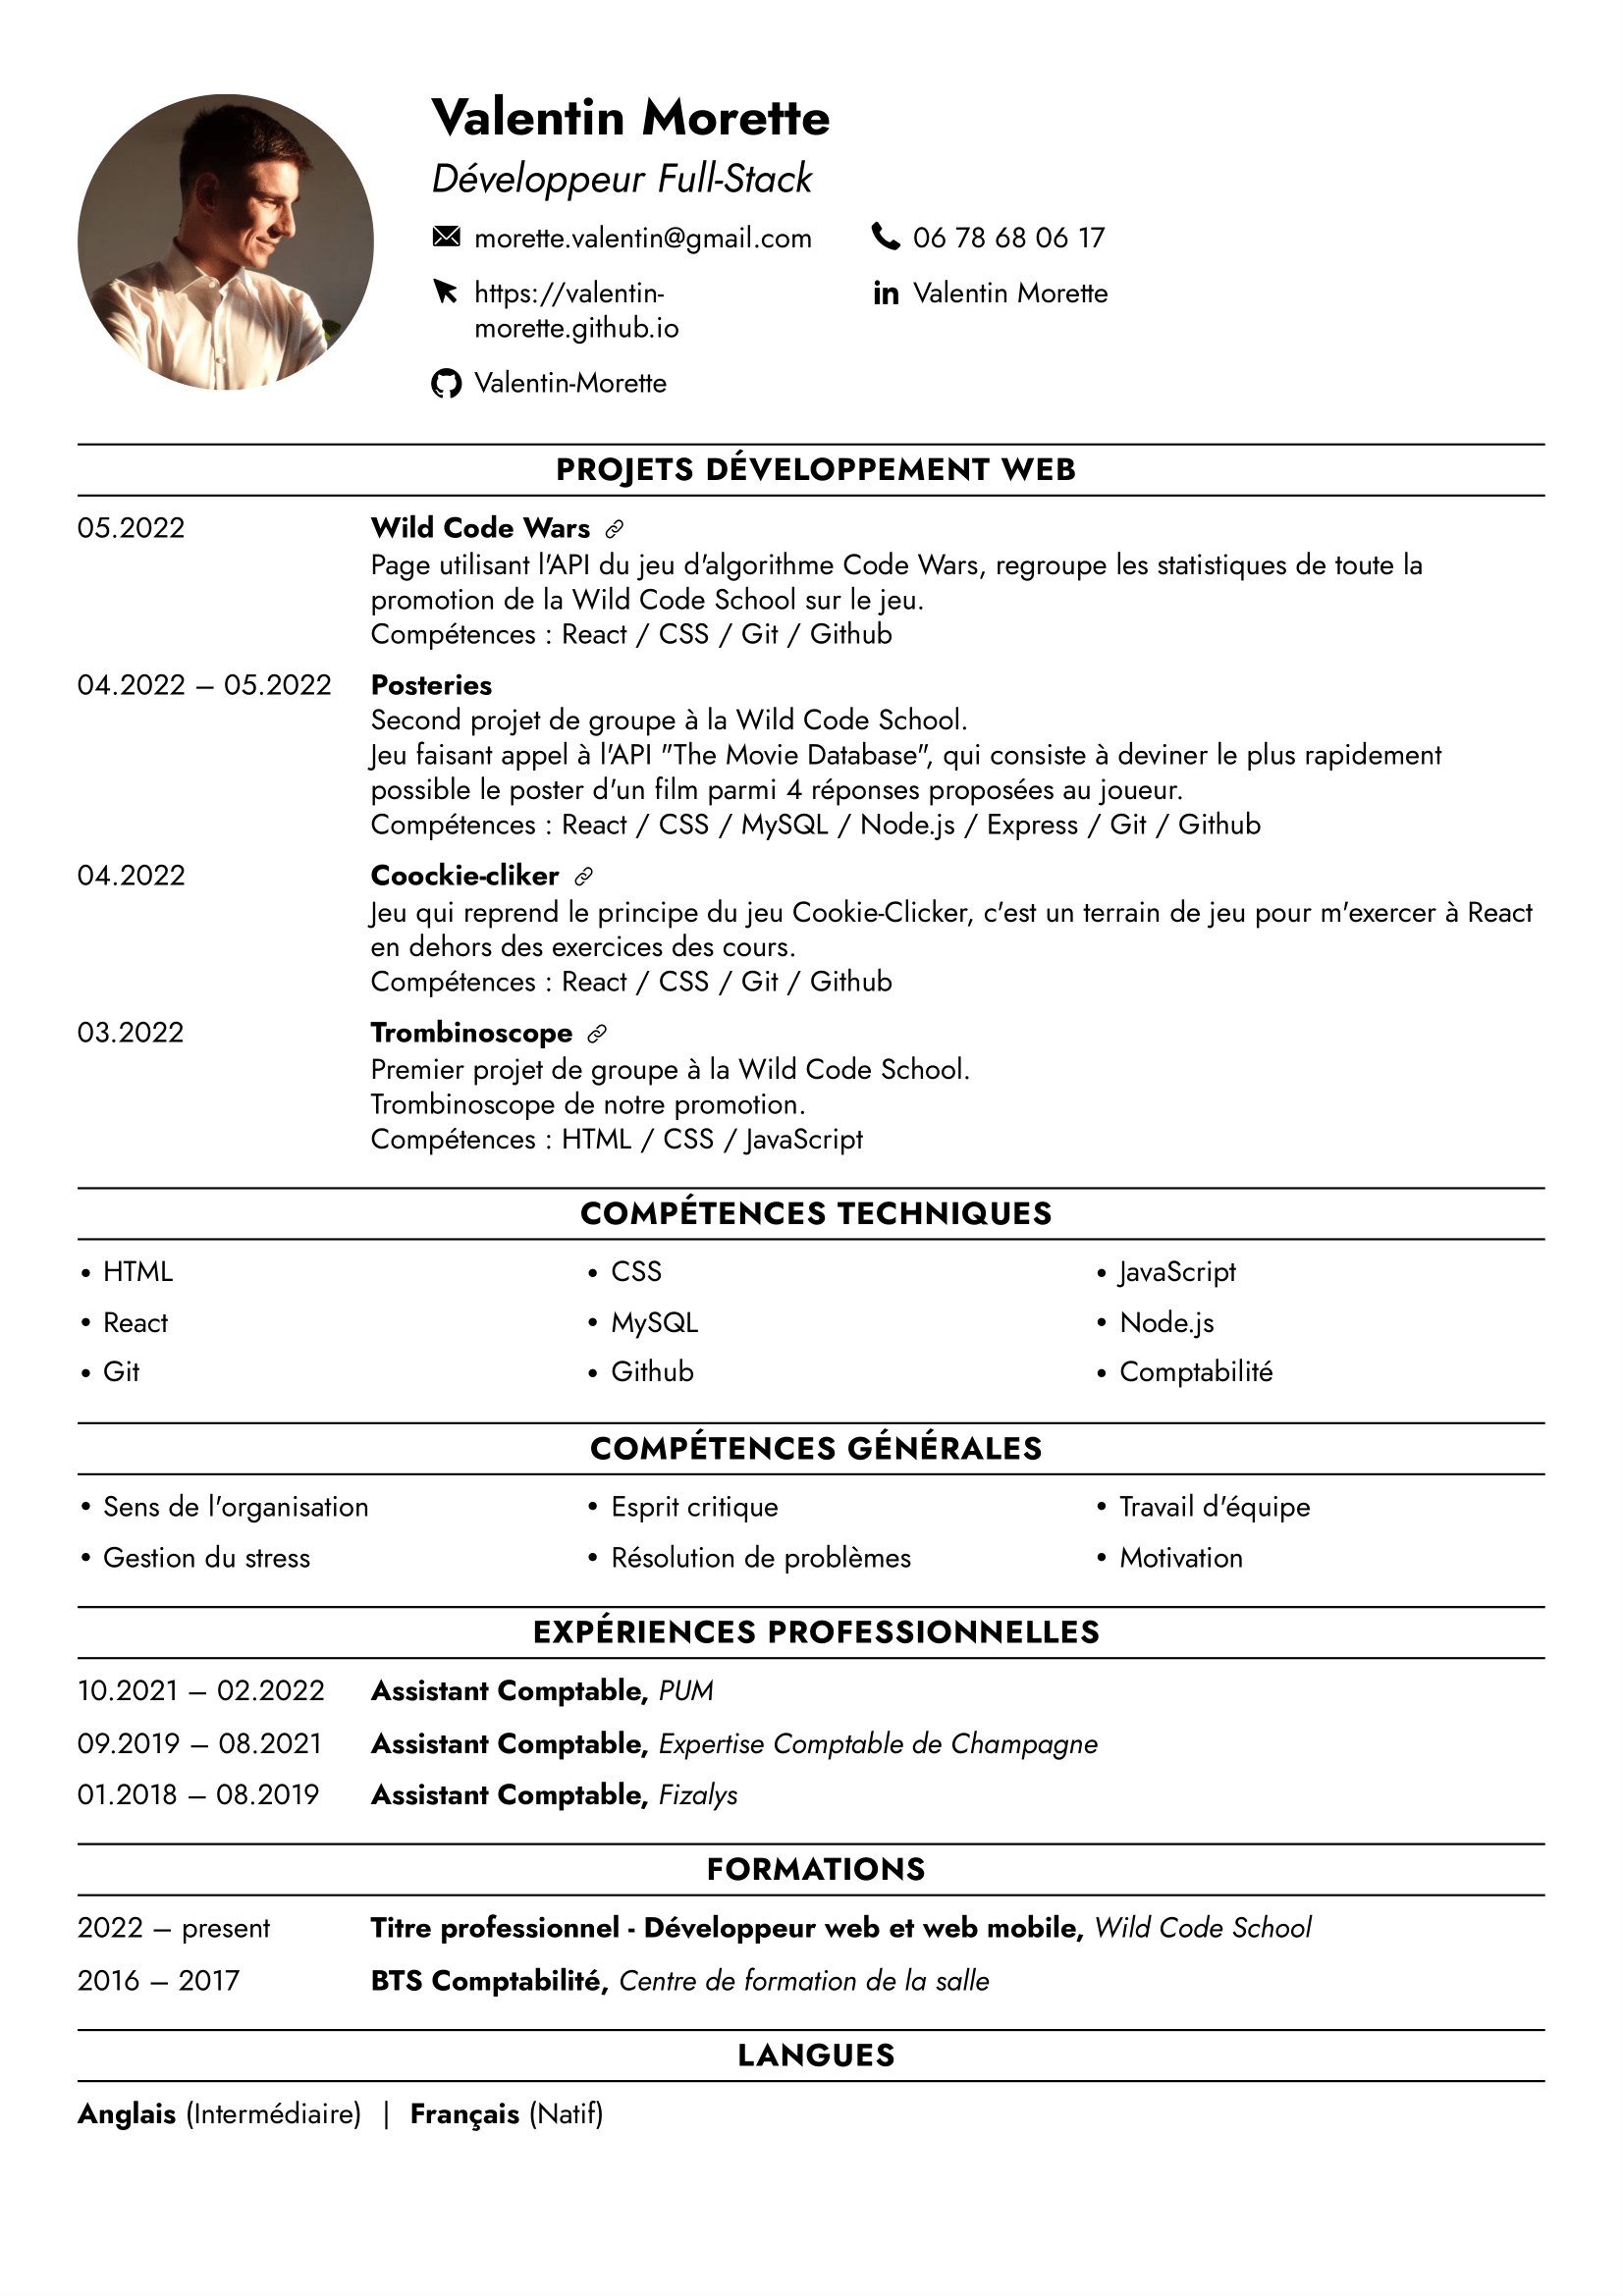 Valentin Morette
Développeur Full-Stack
morette.valentin@gmail.com
06 78 68 06 17
https://valentin-
morette.github.io
Valentin Morette
Valentin-Morette
PROJETS DÉVELOPPEMENT WEB
05.2022
Wild Code Wars
Page utilisant l'API du jeu d'algorithme Code Wars, regroupe les statistiques de toute la
promotion de la Wild Code School sur le jeu.
Compétences : React / CSS / Git / Github
04.2022 – 05.2022
Posteries
Second projet de groupe à la Wild Code School.
Jeu faisant appel à l'API "The Movie Database", qui consiste à deviner le plus rapidement
possible le poster d'un film parmi 4 réponses proposées au joueur.
Compétences : React / CSS / MySQL / Node.js / Express / Git / Github
04.2022
Coockie-cliker
Jeu qui reprend le principe du jeu Cookie-Clicker, c'est un terrain de jeu pour m'exercer à React
en dehors des exercices des cours.
Compétences : React / CSS / Git / Github
03.2022
Trombinoscope
Premier projet de groupe à la Wild Code School.
Trombinoscope de notre promotion.
Compétences : HTML / CSS / JavaScript
COMPÉTENCES TECHNIQUES
• HTML
• CSS
• JavaScript
• React
• MySQL
• Node.js
• Git
• Github
• Comptabilité
COMPÉTENCES GÉNÉRALES
• Sens de l'organisation
• Esprit critique
• Travail d'équipe
• Gestion du stress
• Résolution de problèmes
• Motivation
EXPÉRIENCES PROFESSIONNELLES
10.2021 – 02.2022 Assistant Comptable, PUM
09.2019 – 08.2021 Assistant Comptable, Expertise Comptable de Champagne
01.2018 – 08.2019 Assistant Comptable, Fizalys
FORMATIONS
2022 – present Titre professionnel - Développeur web et web mobile, Wild Code School
2016 – 2017 BTS Comptabilité, Centre de formation de la salle
LANGUES
Anglais (Intermédiaire) | Français (Natif)